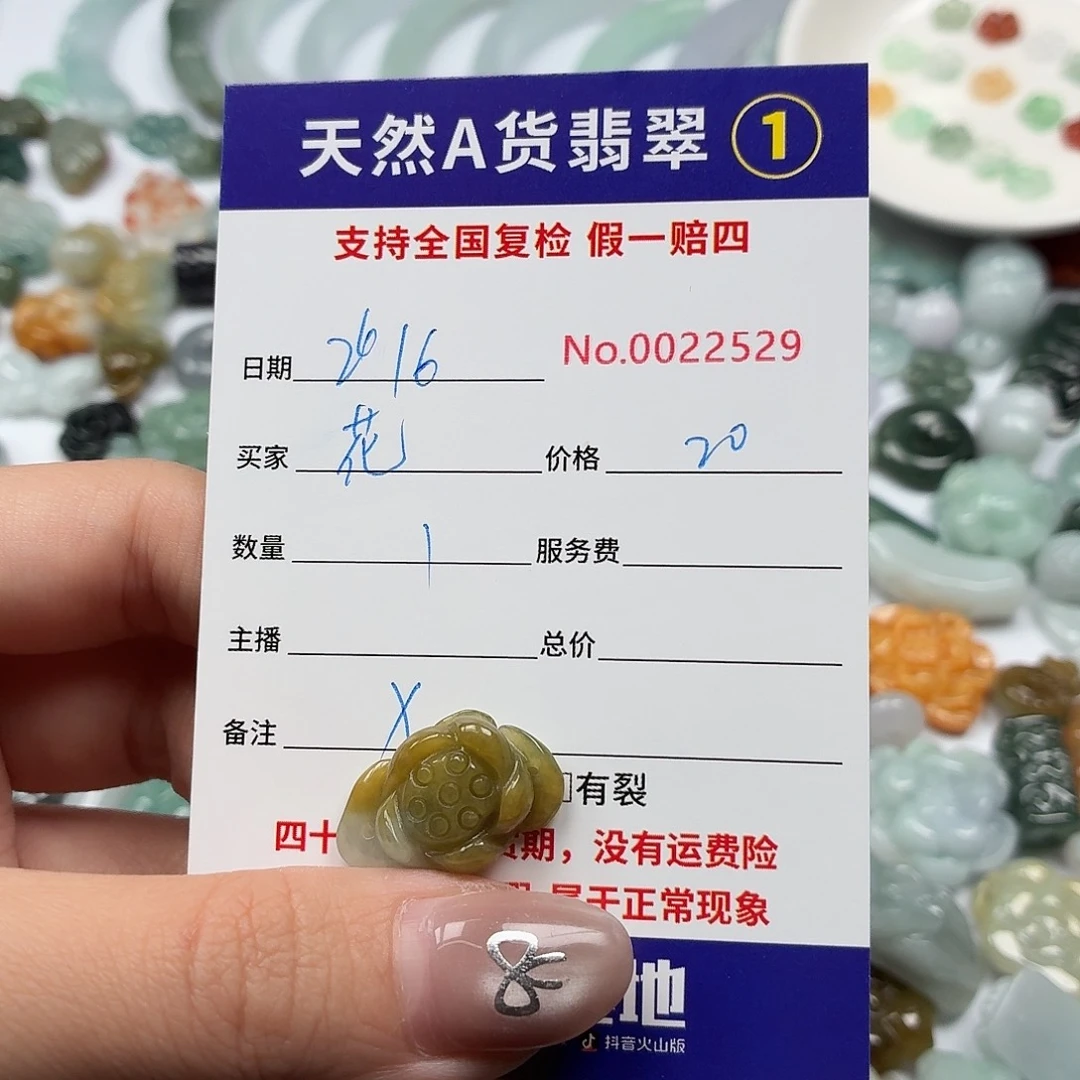 天然A货翡翠 1
支持全国复检 假一赔四
日期 26 16 No.0022529
买家 花 价格 20
数量 1 服务费
主播 总价
备注 X
□有裂
四十 期，没有运费险
属于正常现象
地
抖音火山版